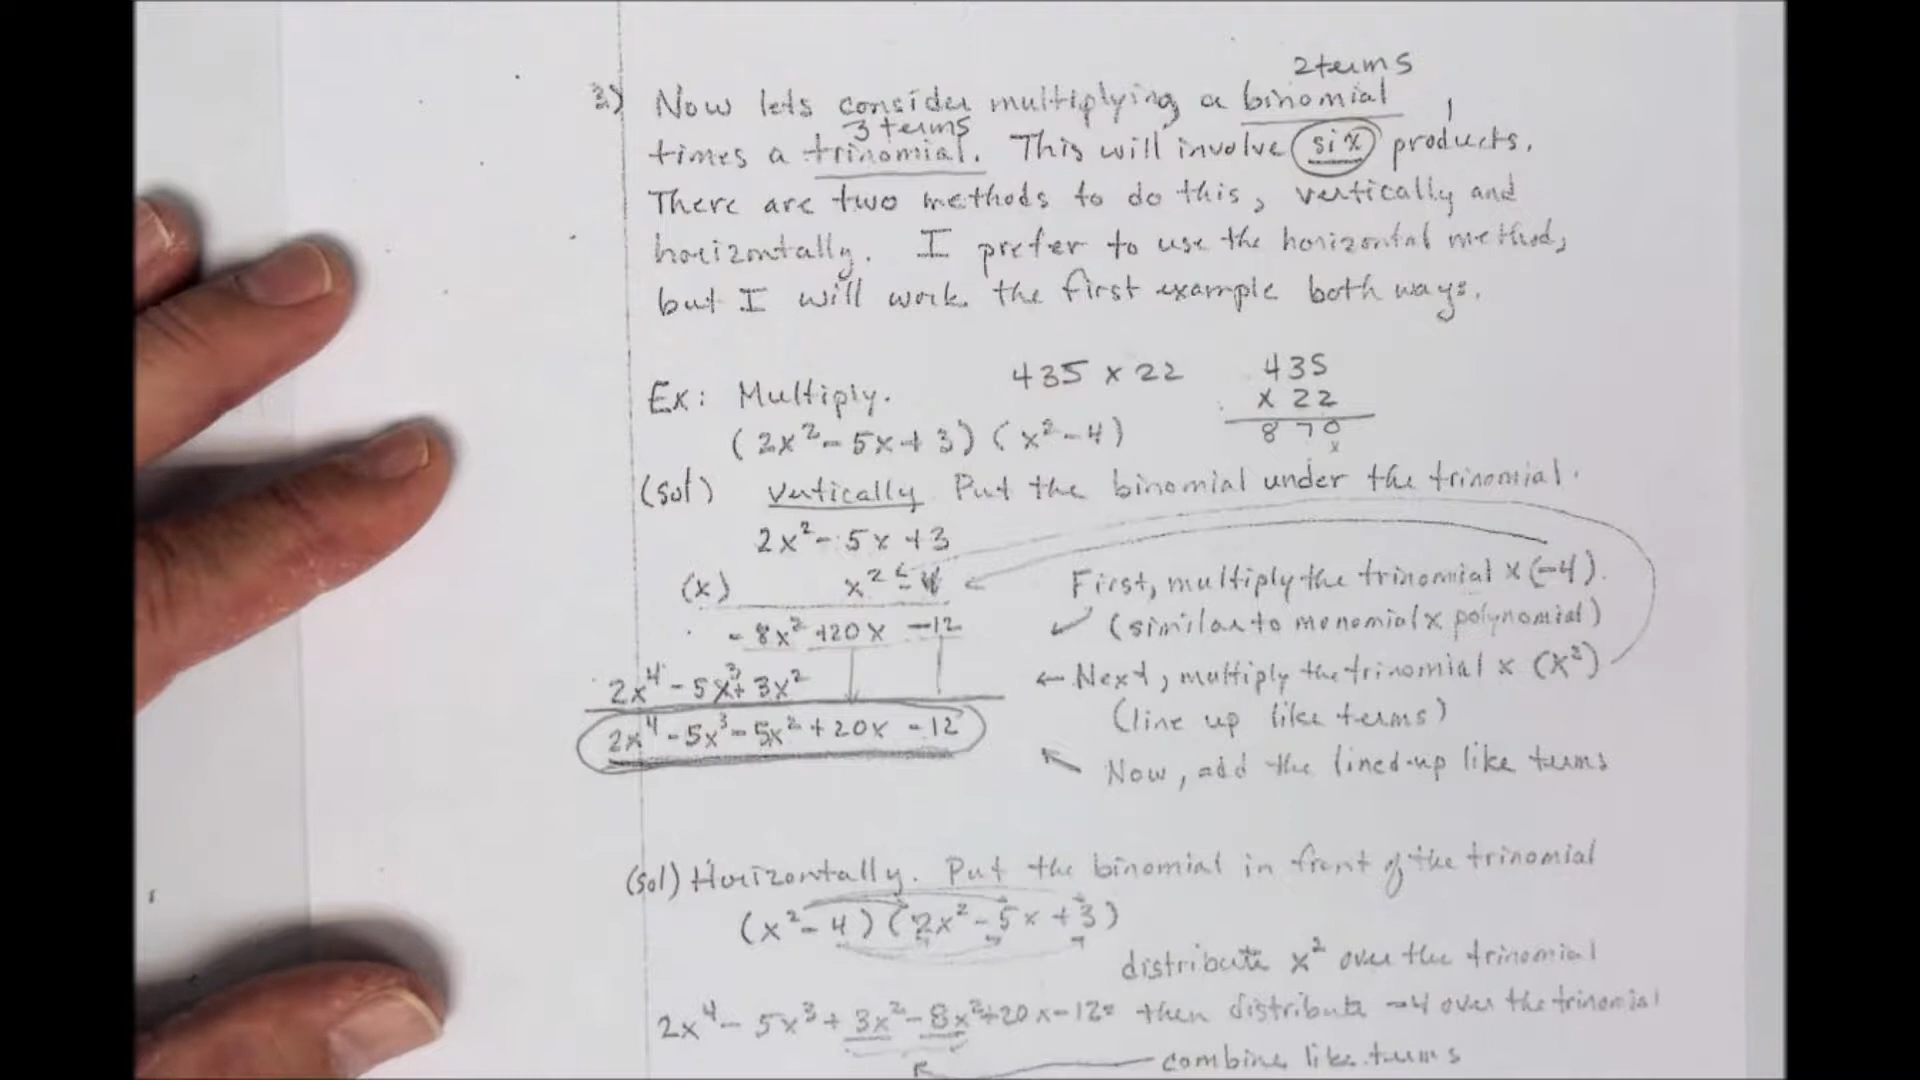 2 terms
3) Now lets consider multiplying a binomial
3 terms
times a trinomial. This will involve six products.
There are two methods to do this, vertically and
horizontally. I prefer to use the horizontal method,
but I will work the first example both ways.
Ex: Multiply. 435 x 22
435
x 22
870
x
(2x² - 5x + 3) (x² - 4)
(sol) Vertically Put the binomial under the trinomial.
2x² - 5x + 3
(x) x² - 4
First, multiply the trinomial x (-4).
- 8x² + 20x - 12
(similar to monomial x polynomial)
2x⁴ - 5x³ + 3x²
← Next, multiply the trinomial x (x²)
(line up like terms)
2x⁴ - 5x³ - 5x² + 20x - 12
Now, add the lined-up like terms
(sol) Horizontally. Put the binomial in front of the trinomial
(x² - 4) (2x² - 5x + 3)
distribute x² over the trinomial
2x⁴ - 5x³ + 3x² - 8x² + 20x - 12 = then distribute -4 over the trinomial
combine like terms